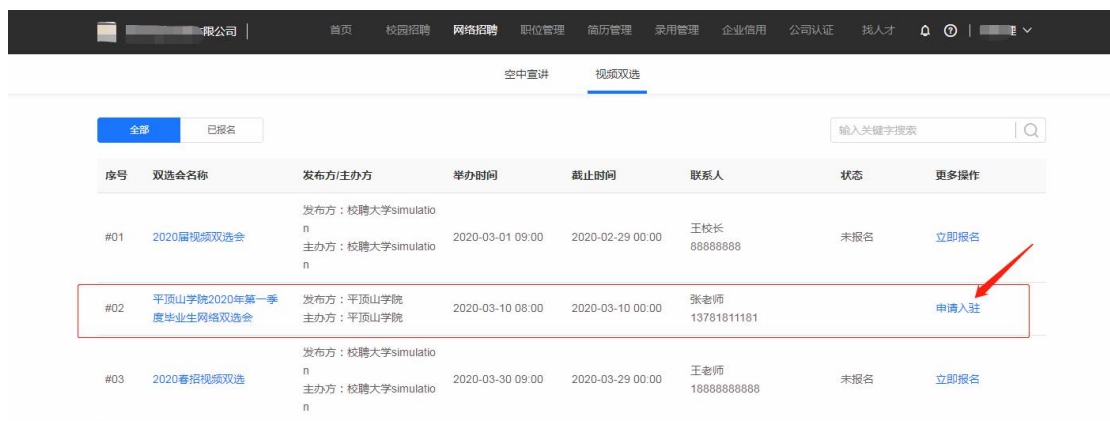 限公司
首页 校园招聘 网络招聘 职位管理 简历管理 录用管理 企业信用 公司认证 找人才
空中宣讲 视频双选
全部 已报名 输入关键字搜索
序号 双选会名称 发布方/主办方 举办时间 截止时间 联系人 状态 更多操作
#01 2020届视频双选会 发布方：校聘大学simulatio
n
主办方：校聘大学simulatio
n
2020-03-01 09:00 2020-02-29 00:00 王校长
88888888
未报名 立即报名
#02 平顶山学院2020年第一季
度毕业生网络双选会
发布方：平顶山学院
主办方：平顶山学院
2020-03-10 08:00 2020-03-10 00:00 张老师
13781811181
申请入驻
#03 2020春招视频双选 发布方：校聘大学simulatio
n
主办方：校聘大学simulatio
n
2020-03-30 09:00 2020-03-29 00:00 王老师
18888888888
未报名 立即报名